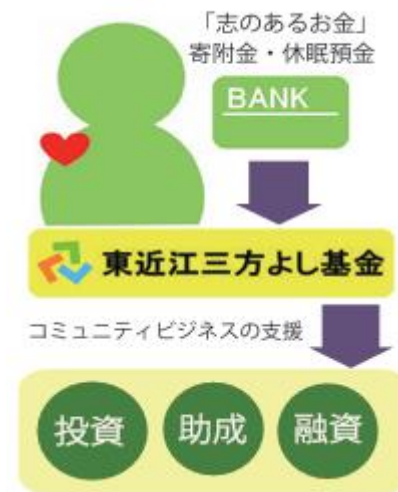 「志のあるお金」
寄附金・休眠預金
BANK
東近江三方よし基金
コミュニティビジネスの支援
投資
助成
融資